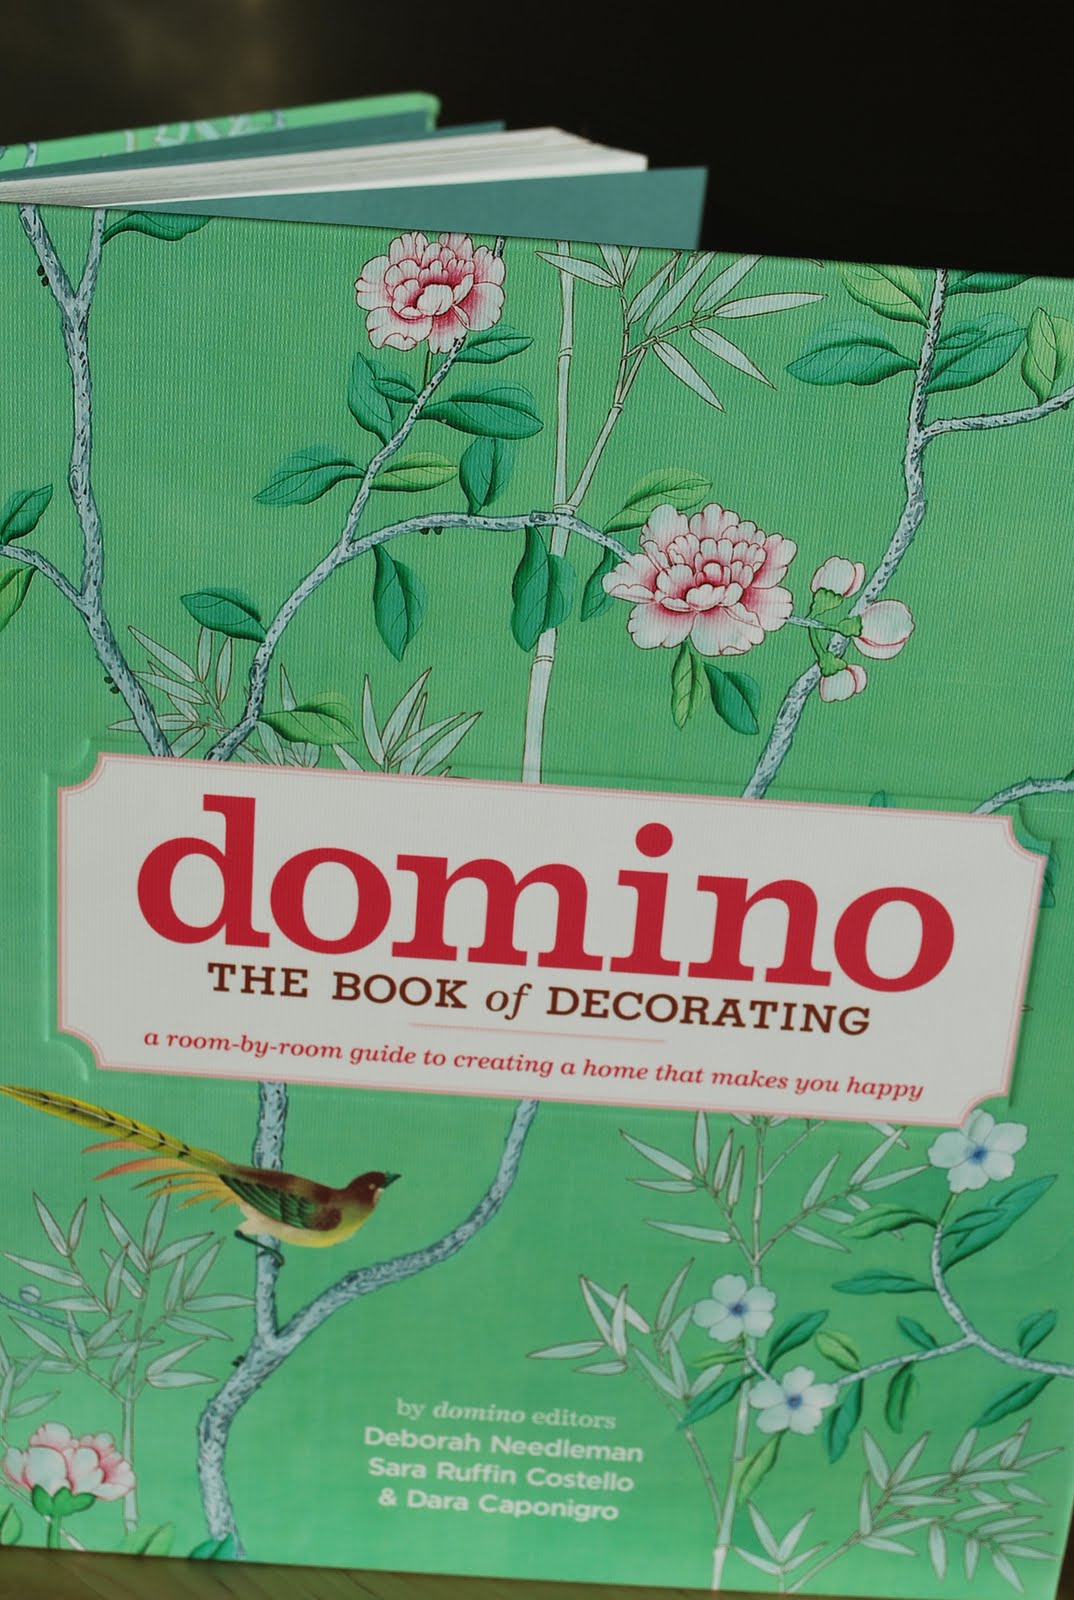 domino
THE BOOK of DECORATING
a room-by-room guide to creating a home that makes you happy
by domino editors
Deborah Needleman
Sara Ruffin Costello
& Dara Caponigro